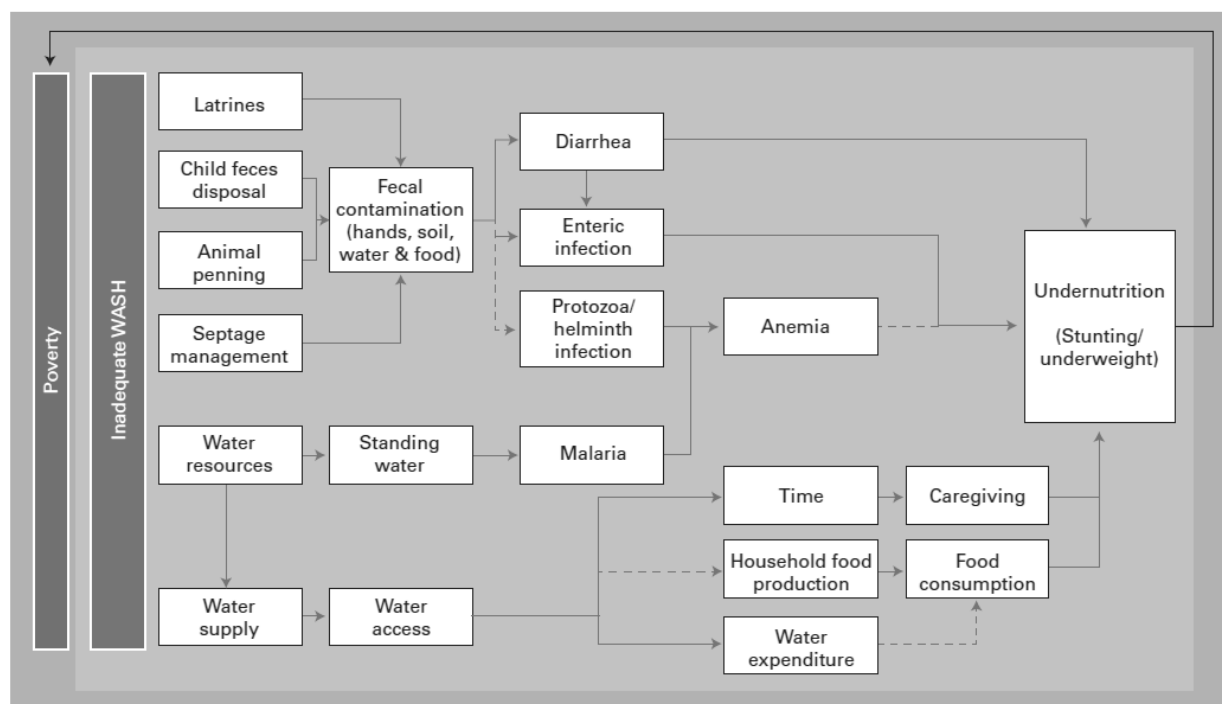 Poverty
Inadequate WASH
Latrines
Child feces
disposal
Animal
penning
Septage
management
Fecal
contamination
(hands, soil,
water & food)
Diarrhea
Enteric
infection
Protozoa/
helminth
infection
Anemia
Undernutrition
(Stunting/
underweight)
Water
resources
Standing
water
Malaria
Time
Caregiving
Household food
production
Food
consumption
Water
supply
Water
access
Water
expenditure